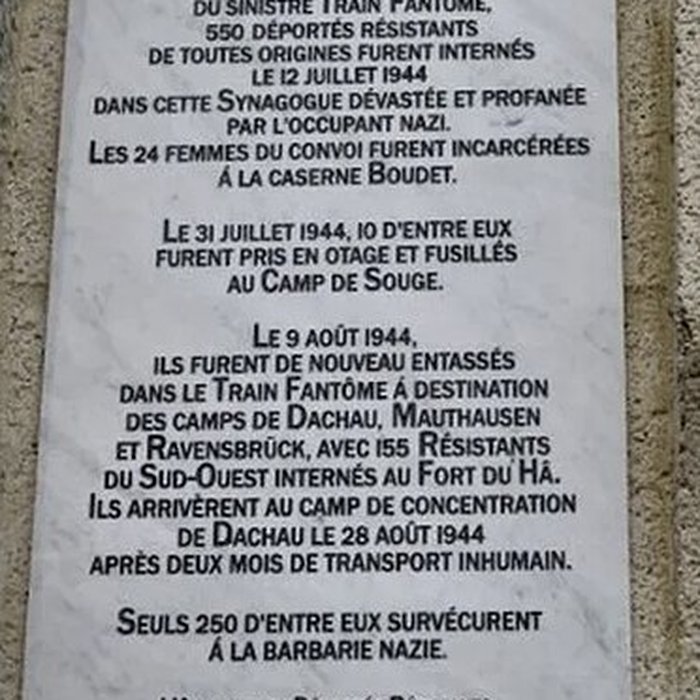 DU SINISTRE TRAIN FANTÔME,
550 DÉPORTÉS RÉSISTANTS
DE TOUTES ORIGINES FURENT INTERNÉS
LE 12 JUILLET 1944
DANS CETTE SYNAGOGUE DÉVASTÉE ET PROFANÉE
PAR L'OCCUPANT NAZI.
LES 24 FEMMES DU CONVOI FURENT INCARCÉRÉES
Á LA CASERNE BOUDET.
LE 31 JUILLET 1944, 10 D'ENTRE EUX
FURENT PRIS EN OTAGE ET FUSILLÉS
AU CAMP DE SOUGE.
LE 9 AOÛT 1944,
ILS FURENT DE NOUVEAU ENTASSÉS
DANS LE TRAIN FANTÔME Á DESTINATION
DES CAMPS DE DACHAU, MAUTHAUSEN
ET RAVENSBRÜCK, AVEC 155 RÉSISTANTS
DU SUD-OUEST INTERNÉS AU FORT DU HÂ.
ILS ARRIVÈRENT AU CAMP DE CONCENTRATION
DE DACHAU LE 28 AOÛT 1944
APRÈS DEUX MOIS DE TRANSPORT INHUMAIN.
SEULS 250 D'ENTRE EUX SURVÉCURENT
Á LA BARBARIE NAZIE.